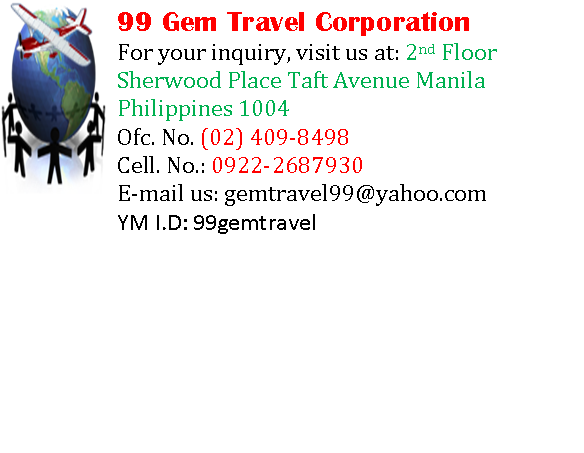 99 Gem Travel Corporation
For your inquiry, visit us at: 2nd Floor
Sherwood Place Taft Avenue Manila
Philippines 1004
Ofc. No. (02) 409-8498
Cell. No.: 0922-2687930
E-mail us: gemtravel99@yahoo.com
YM I.D: 99gemtravel